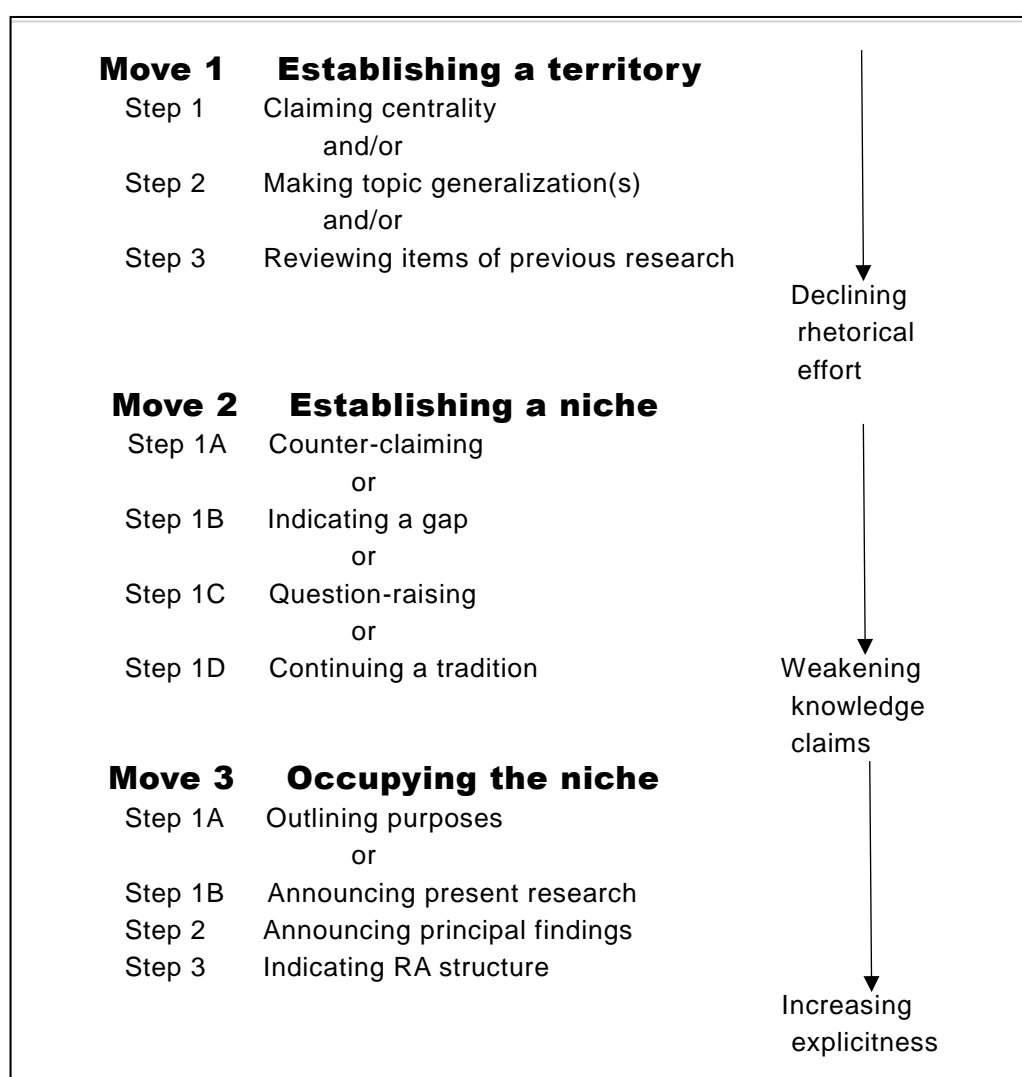 Move 1 Establishing a territory
Step 1 Claiming centrality
and/or
Step 2 Making topic generalization(s)
and/or
Step 3 Reviewing items of previous research
Declining
rhetorical
effort
Move 2 Establishing a niche
Step 1A Counter-claiming
or
Step 1B Indicating a gap
or
Step 1C Question-raising
or
Step 1D Continuing a tradition
Weakening
knowledge
claims
Move 3 Occupying the niche
Step 1A Outlining purposes
or
Step 1B Announcing present research
Step 2 Announcing principal findings
Step 3 Indicating RA structure
Increasing
explicitness